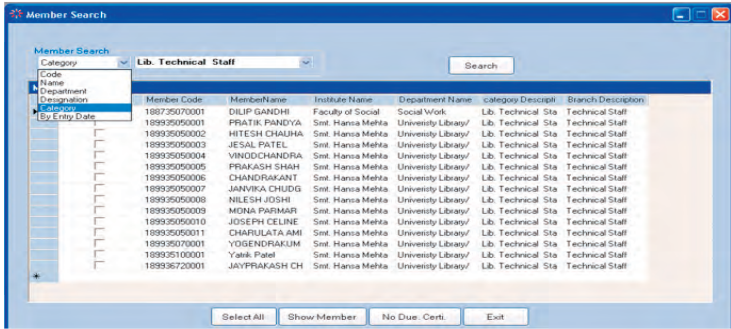 Member Search
Member Search
Category Lib. Technical Staff Search
Code
Name
Department
Designation
Category
By Entry Date
Member Code MemberName Institute Name Department Name category Descripti Branch Description
188735070001 DILIP GANDHI Faculty of Social Social Work Lib. Technical Sta Technical Staff
189935050001 PRATIK PANDYA Smt. Hansa Mehta Univeristy Library/ Lib. Technical Sta Technical Staff
189935050002 HITESH CHAUHA Smt. Hansa Mehta Univeristy Library/ Lib. Technical Sta Technical Staff
189935050003 JESAL PATEL Smt. Hansa Mehta Univeristy Library/ Lib. Technical Sta Technical Staff
189935050004 VINODCHANDRA Smt. Hansa Mehta Univeristy Library/ Lib. Technical Sta Technical Staff
189935050005 PRAKASH SHAH Smt. Hansa Mehta Univeristy Library/ Lib. Technical Sta Technical Staff
189935050006 CHANDRAKANT Smt. Hansa Mehta Univeristy Library/ Lib. Technical Sta Technical Staff
189935050007 JANVIKA CHUDG Smt. Hansa Mehta Univeristy Library/ Lib. Technical Sta Technical Staff
189935050008 NILESH JOSHI Smt. Hansa Mehta Univeristy Library/ Lib. Technical Sta Technical Staff
189935050009 MONA PARMAR Smt. Hansa Mehta Univeristy Library/ Lib. Technical Sta Technical Staff
189935050010 JOSEPH CELINE Smt. Hansa Mehta Univeristy Library/ Lib. Technical Sta Technical Staff
189935050011 CHARULATA AMI Smt. Hansa Mehta Univeristy Library/ Lib. Technical Sta Technical Staff
189935070001 YOGENDRAKUM Smt. Hansa Mehta Univeristy Library/ Lib. Technical Sta Technical Staff
189935100001 Yatrik Patel Smt. Hansa Mehta Univeristy Library/ Lib. Technical Sta Technical Staff
189936720001 JAYPRAKASH CH Smt. Hansa Mehta Univeristy Library/ Lib. Technical Sta Technical Staff
Select All Show Member No Due. Certi. Exit